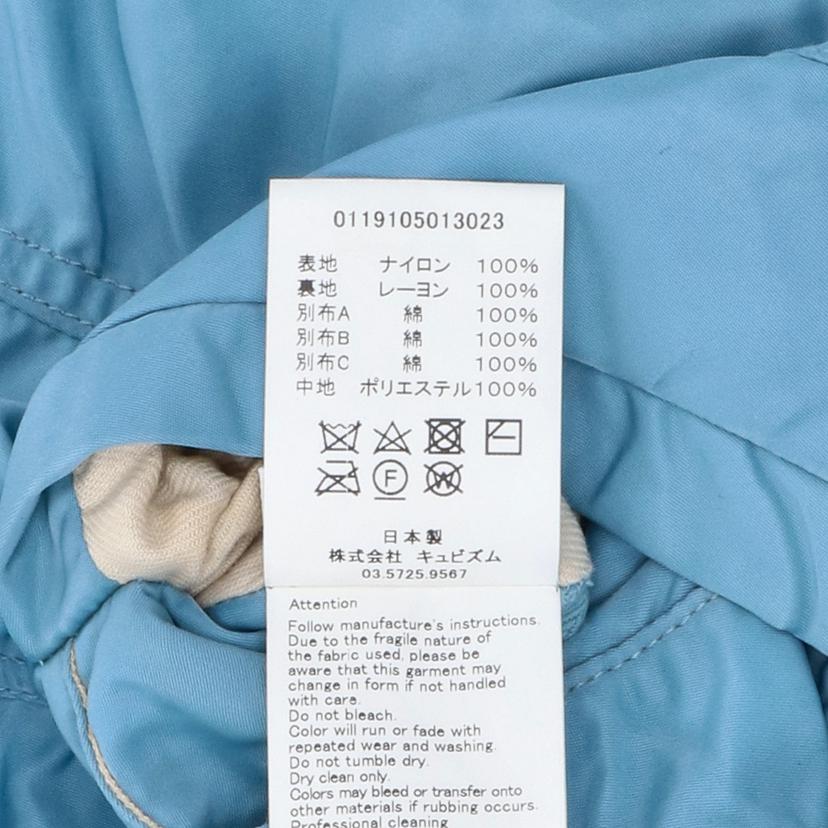 0119105013023
表地 ナイロン 100%
裏地 レーヨン 100%
別布A 綿 100%
別布B 綿 100%
別布C 綿 100%
中地 ポリエステル100%
F
W
日本製
株式会社 キュビズム
03.5725.9567
Attention
Follow manufacture's instructions.
Due to the fragile nature of
the fabric used, please be
aware that this garment may
change in form if not handled
with care.
Do not bleach.
Color will run or fade with
repeated wear and washing.
Do not tumble dry.
Dry clean only.
Colors may bleed or transfer onto
other materials if rubbing occurs.
Professional cleaning